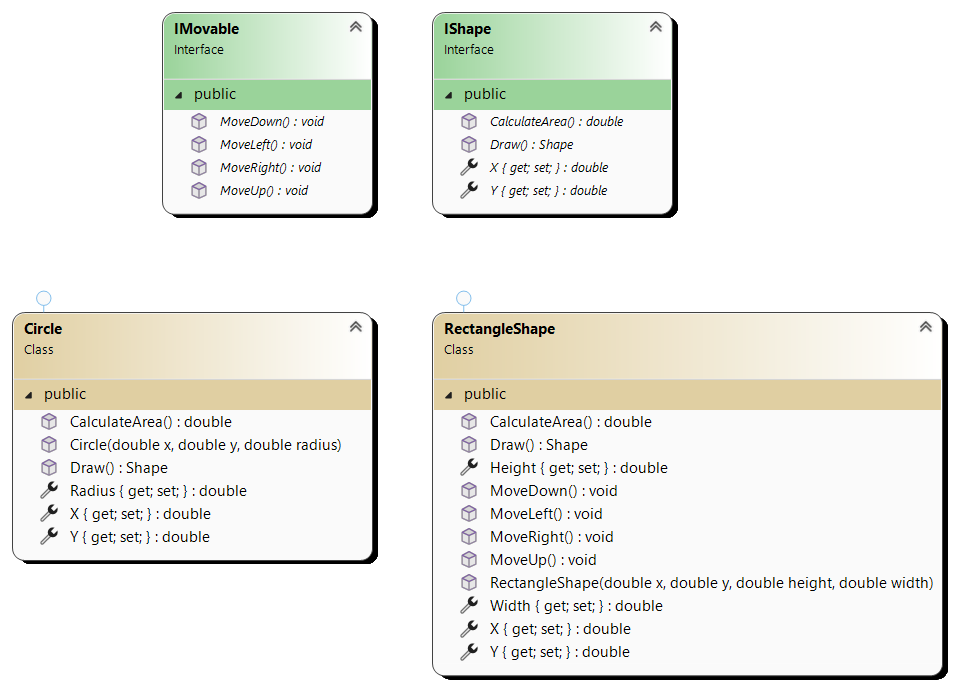 IMovable
Interface
public
MoveDown() : void
MoveLeft() : void
MoveRight() : void
MoveUp() : void
IShape
Interface
public
CalculateArea() : double
Draw() : Shape
X { get; set; } : double
Y { get; set; } : double
Circle
Class
public
CalculateArea() : double
Circle(double x, double y, double radius)
Draw() : Shape
Radius { get; set; } : double
X { get; set; } : double
Y { get; set; } : double
RectangleShape
Class
public
CalculateArea() : double
Draw() : Shape
Height { get; set; } : double
MoveDown() : void
MoveLeft() : void
MoveRight() : void
MoveUp() : void
RectangleShape(double x, double y, double height, double width)
Width { get; set; } : double
X { get; set; } : double
Y { get; set; } : double